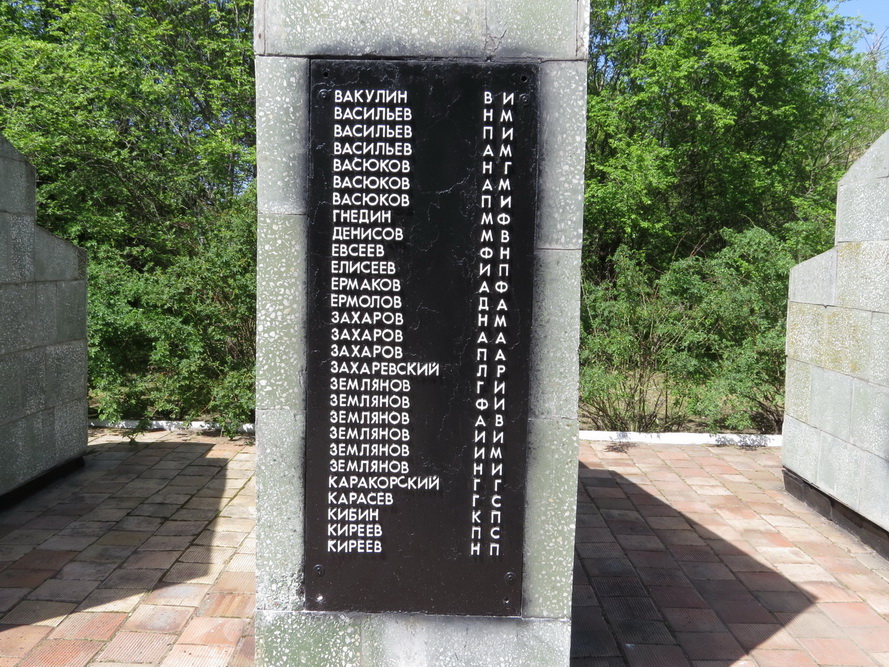 ВАКУЛИН В И
ВАСИЛЬЕВ Н М
ВАСИЛЬЕВ П И
ВАСИЛЬЕВ А М
ВАСЮКОВ Н Г
ВАСЮКОВ А М
ВАСЮКОВ П И
ГНЕДИН М Ф
ДЕНИСОВ М В
ЕВСЕЕВ Ф Н
ЕЛИСЕЕВ И П
ЕРМАКОВ А Ф
ЕРМОЛОВ Д А
ЗАХАРОВ Н М
ЗАХАРОВ А А
ЗАХАРОВ П А
ЗАХАРЕВСКИЙ Л Р
ЗЕМЛЯНОВ Г И
ЗЕМЛЯНОВ Ф И
ЗЕМЛЯНОВ А В
ЗЕМЛЯНОВ И И
ЗЕМЛЯНОВ И М
ЗЕМЛЯНОВ Н И
КАРАКОРСКИЙ Г Г
КАРАСЕВ Г С
КИБИН К П
КИРЕЕВ П С
КИРЕЕВ Н П